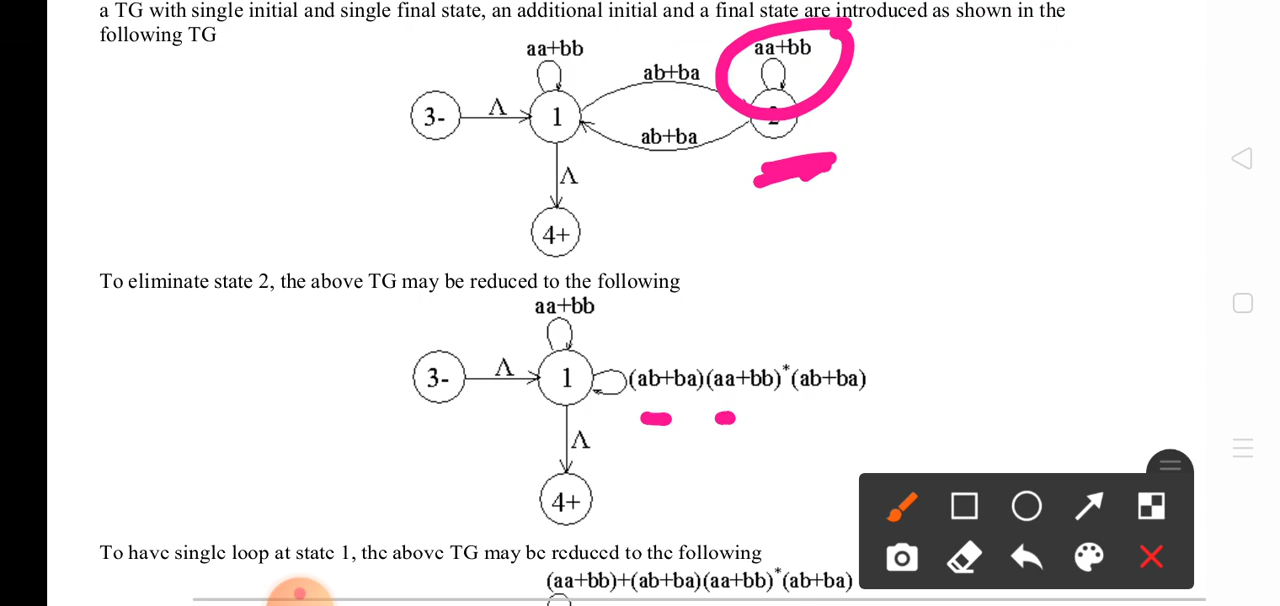 a TG with single initial and single final state, an additional initial and a final state are introduced as shown in the
following TG
aa+bb
aa+bb
ab+ba
3-
Λ
1
2
ab+ba
Λ
4+
To eliminate state 2, the above TG may be reduced to the following
aa+bb
3-
Λ
1
(ab+ba)(aa+bb)*(ab+ba)
Λ
4+
To have single loop at state 1, the above TG may be reduced to the following
(aa+bb)+(ab+ba)(aa+bb)*(ab+ba)